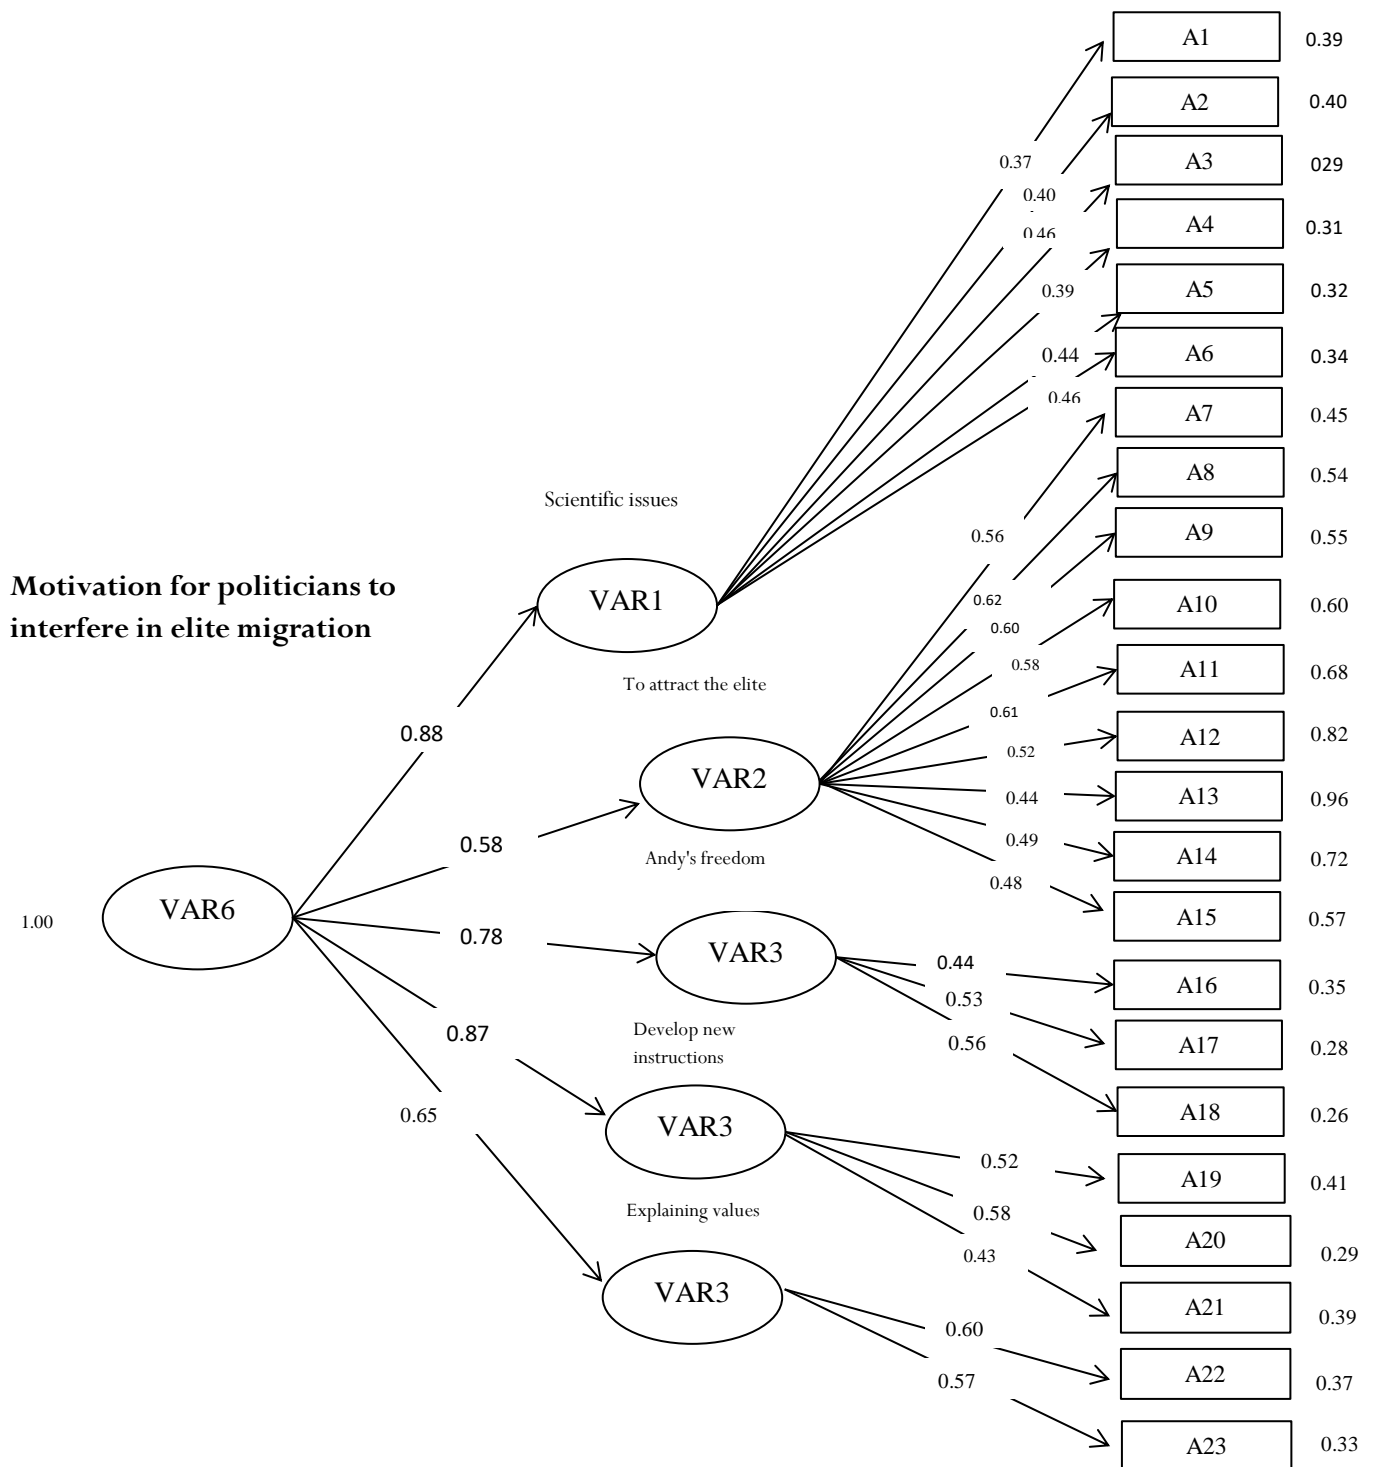 A1 0.39
A2 0.40
0.37
A3 029
0.40
0.46
A4 0.31
0.39
A5 0.32
0.44
A6 0.34
0.46
A7 0.45
A8 0.54
Scientific issues
0.56
A9 0.55
Motivation for politicians to
interfere in elite migration
VAR1
0.62
A10 0.60
0.60
0.58
A11 0.68
To attract the elite
0.61
0.88
0.52
A12 0.82
VAR2
0.44
A13 0.96
0.58
0.49
A14 0.72
Andy's freedom
0.48
1.00
VAR6
A15 0.57
0.78
VAR3
0.44
A16 0.35
0.53
0.87
Develop new
instructions
0.56
A17 0.28
0.65
VAR3
A18 0.26
0.52
A19 0.41
Explaining values
0.58
A20 0.29
0.43
VAR3
A21 0.39
0.60
A22 0.37
0.57
A23 0.33